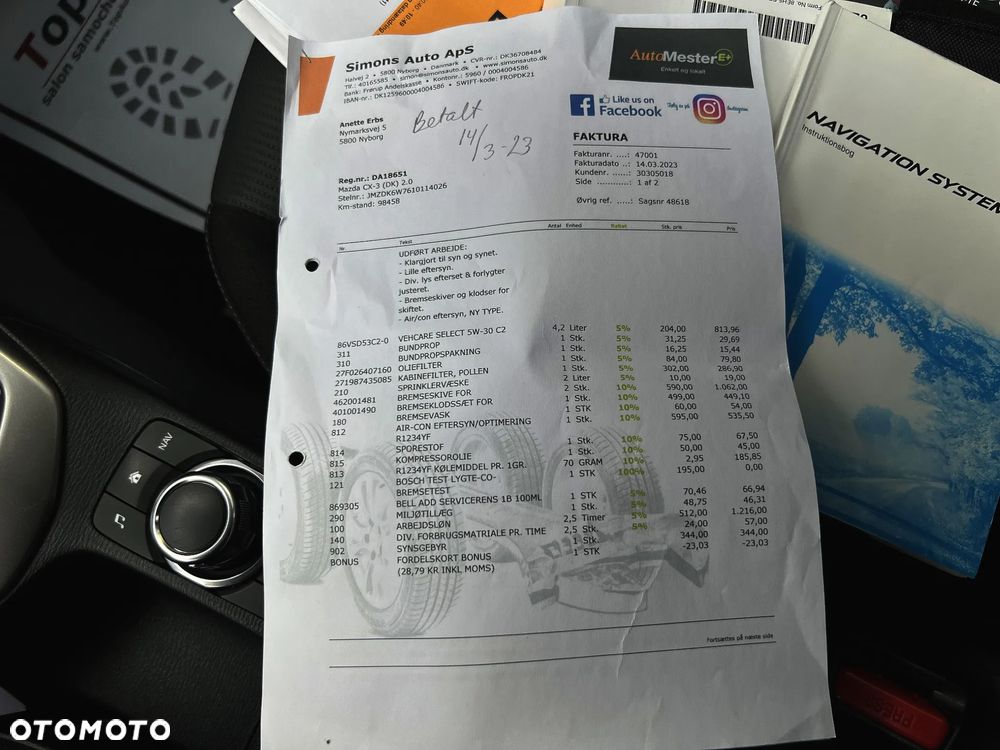 Simons Auto ApS
Halvej 2 • 5800 Nyborg • Danmark • CVR-nr.: DK36708484
Tlf.: 40165585 • simon@simonsauto.dk • www.simonsauto.dk
Bank: Frørup Andelskasse • Kontonr.: 5960 / 0004004586
IBAN-nr.: DK1259600004004586 • SWIFT-kode: FROPDK21
AutoMester E+
Enkelt og lokalt
Like us on
Facebook
Følg os på
Instagram
Anette Erbs
Nymarksvej 5
5800 Nyborg
Betalt
14/3-23
FAKTURA
Fakturanr. ....: 47001
Fakturadato ..: 14.03.2023
Kundenr. ......: 30305018
Side ............: 1 af 2
Øvrig ref. .....: Sagsnr 48618
Reg.nr.: DA18651
Mazda CX-3 (DK) 2.0
Stelnr.: JMZDK6W7610114026
Km-stand: 98458
Nr. Tekst Antal Enhed Rabat Stk. pris Pris
UDFØRT ARBEJDE:
- Klargjort til syn og synet.
- Lille eftersyn.
- Div. lys efterset & forlygter
justeret.
- Bremseskiver og klodser for
skiftet.
- Air/con eftersyn, NY TYPE.
86VSD53C2-0 VEHCARE SELECT 5W-30 C2 4,2 Liter 5% 204,00 813,96
311 BUNDPROP 1 Stk. 5% 31,25 29,69
310 BUNDPROPSPAKNING 1 Stk. 5% 16,25 15,44
27F026407160 OLIEFILTER 1 Stk. 5% 84,00 79,80
271987435085 KABINEFILTER, POLLEN 1 Stk. 5% 302,00 286,90
210 SPRINKLERVÆSKE 2 Liter 5% 10,00 19,00
462001481 BREMSESKIVE FOR 2 Stk. 10% 590,00 1.062,00
401001490 BREMSEKLODSSÆT FOR 1 Stk. 10% 499,00 449,10
180 BREMSEVASK 1 STK 10% 60,00 54,00
812 AIR-CON EFTERSYN/OPTIMERING 1 Stk. 10% 595,00 535,50
R1234YF
814 SPORESTOF 1 Stk. 10% 75,00 67,50
815 KOMPRESSOROLIE 1 Stk. 10% 50,00 45,00
813 R1234YF KØLEMIDDEL PR. 1GR. 70 GRAM 10% 2,95 185,85
121 BOSCH TEST LYGTE-CO- 1 STK 100% 195,00 0,00
BREMSETEST
869305 BELL ADD SERVICERENS 1B 100ML 1 Stk. 5% 70,46 66,94
290 MILJØTILLÆG 1 STK 5% 48,75 46,31
100 ARBEJDSLØN 2,5 Timer 5% 512,00 1.216,00
140 DIV. FORBRUGSMATRIALE PR. TIME 2,5 Stk. 5% 24,00 57,00
902 SYNSGEBYR 1 Stk. 344,00 344,00
BONUS FORDELSKORT BONUS 1 STK -23,03 -23,03
(28,79 KR INKL MOMS)
Fortsættes på næste side
NAVIGATION SYSTEM
Instruktionsbog
Top
salon samocho
NAV
PRESS
OTOMOTO